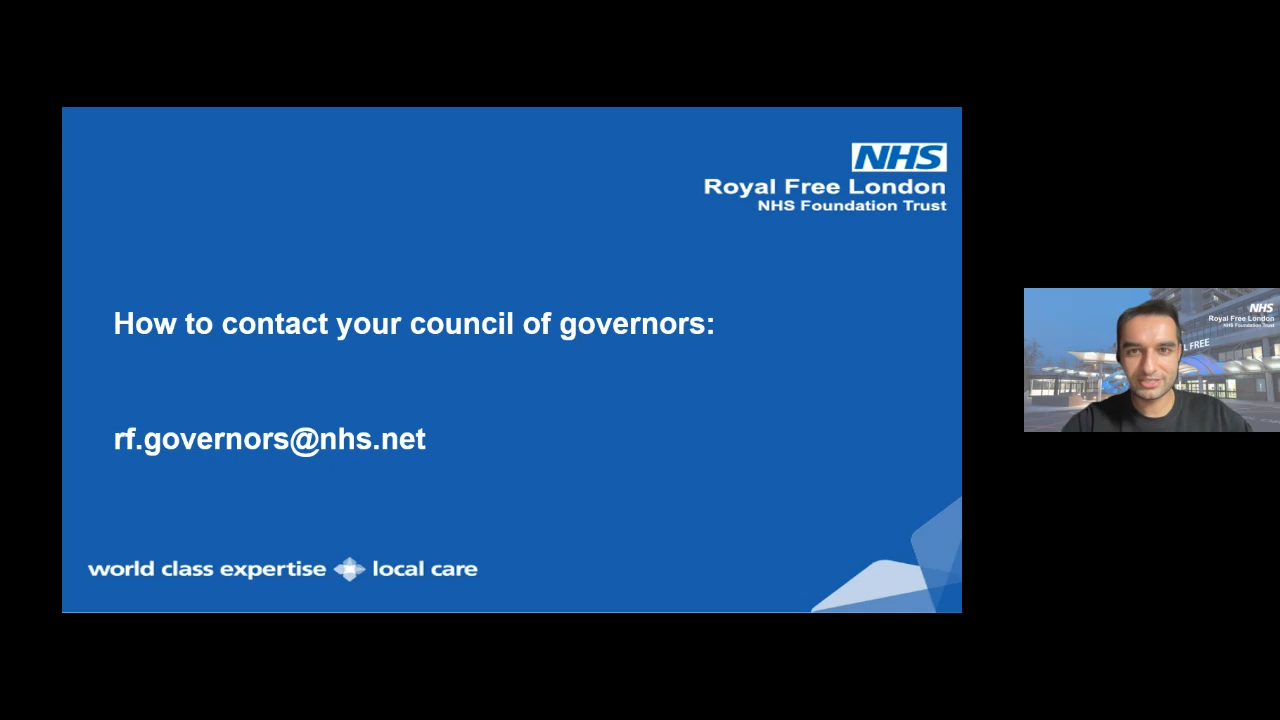 NHS
Royal Free London
NHS Foundation Trust
How to contact your council of governors:
rf.governors@nhs.net
world class expertise local care
NHS
Royal Free London
NHS Foundation Trust
L FREE